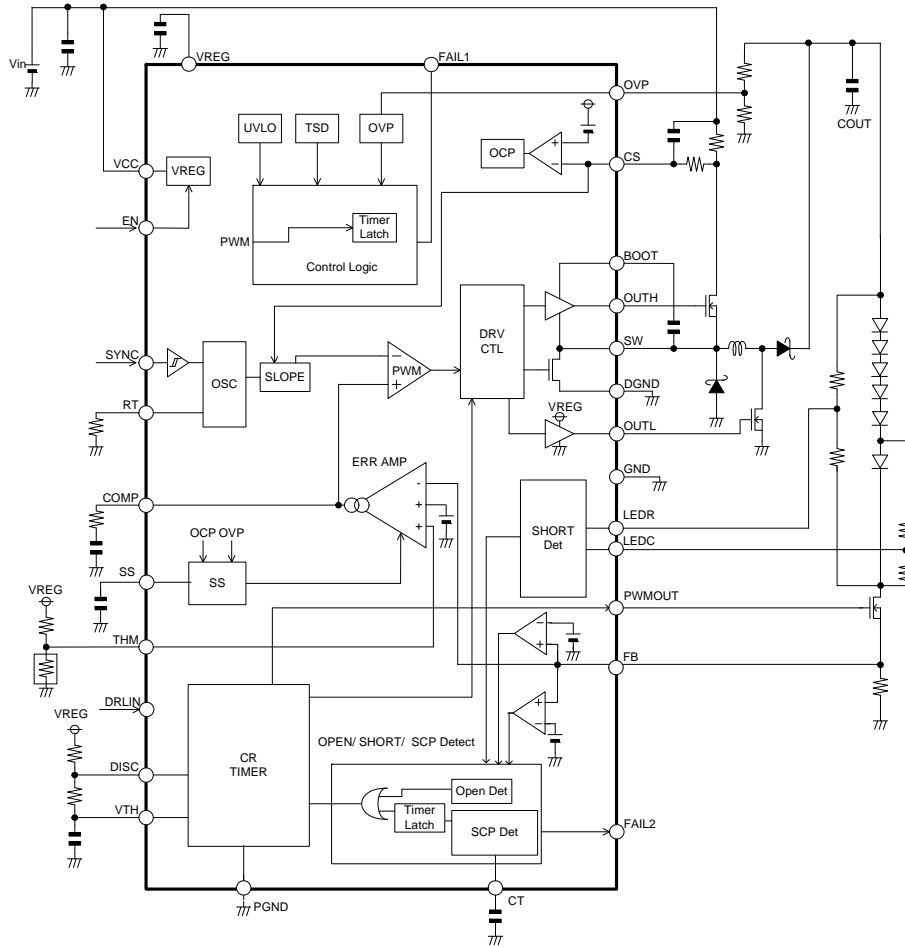 VREG
FAIL1
Vin
OVP
UVLO
TSD
OVP
COUT
OCP
CS
VCC
VREG
EN
Timer
Latch
PWM
Control Logic
BOOT
OUTH
DRV
CTL
SYNC
SW
OSC
SLOPE
PWM
DGND
RT
VREG
OUTL
ERR AMP
GND
COMP
LEDR
SHORT
Det
OCP OVP
LEDC
SS
SS
VREG
PWMOUT
THM
FB
DRLIN
VREG
OPEN/ SHORT/ SCP Detect
CR
TIMER
DISC
Open Det
Timer
Latch
VTH
SCP Det
FAIL2
PGND
CT